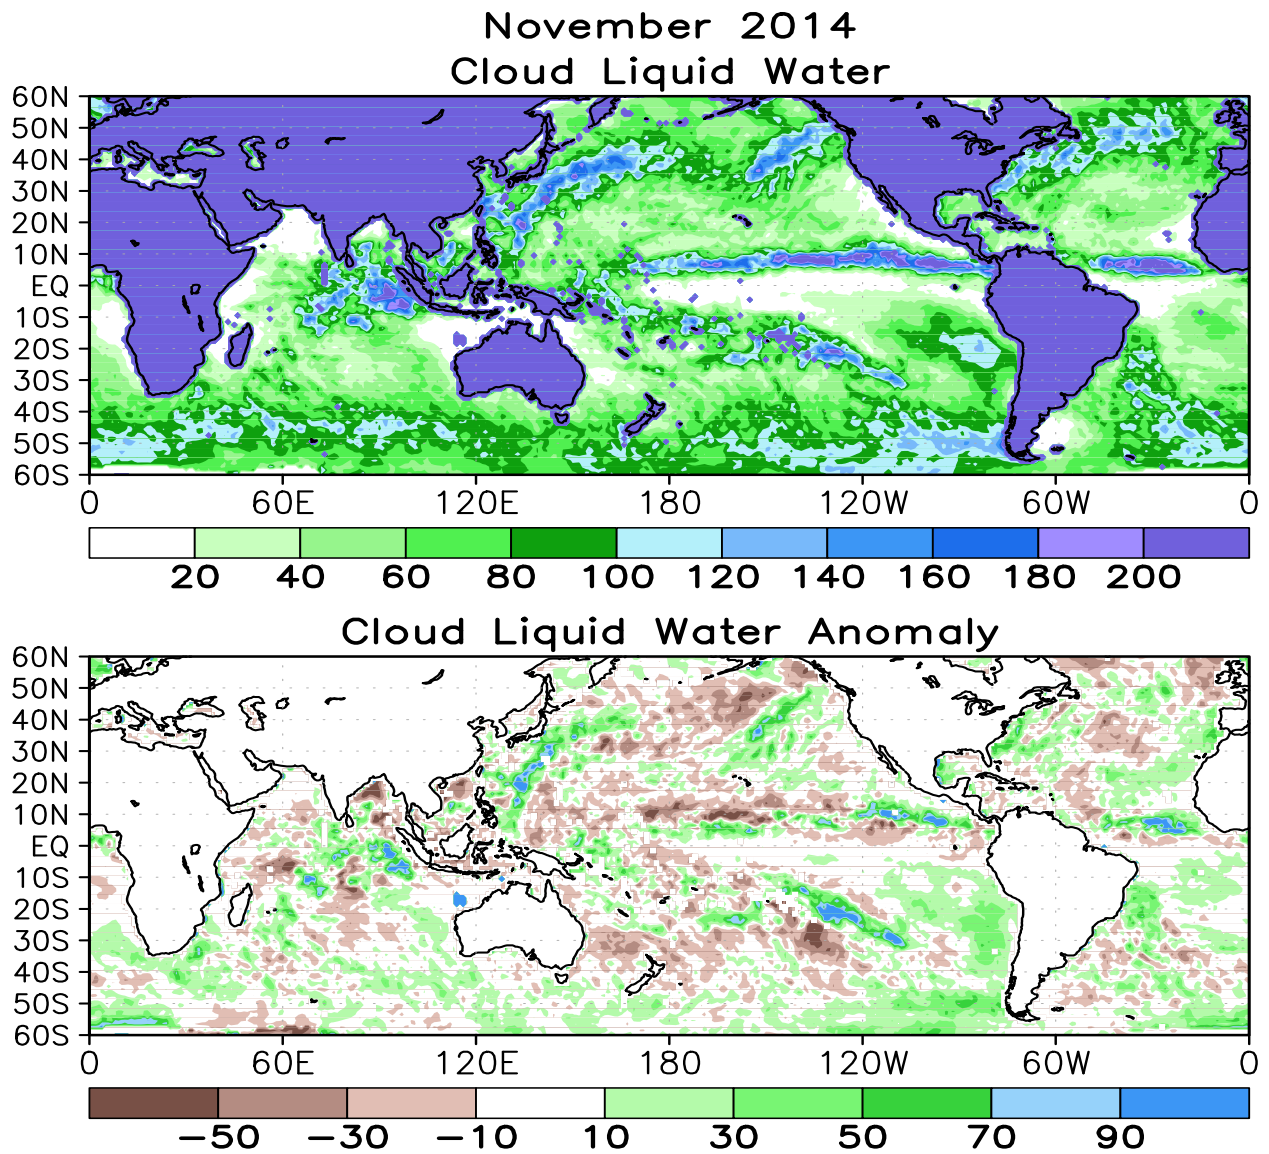 November 2014
Cloud Liquid Water
60N
50N
40N
30N
20N
10N
EQ
10S
20S
30S
40S
50S
60S
0 60E 120E 180 120W 60W 0
20 40 60 80 100 120 140 160 180 200
Cloud Liquid Water Anomaly
60N
50N
40N
30N
20N
10N
EQ
10S
20S
30S
40S
50S
60S
0 60E 120E 180 120W 60W 0
−50 −30 −10 10 30 50 70 90